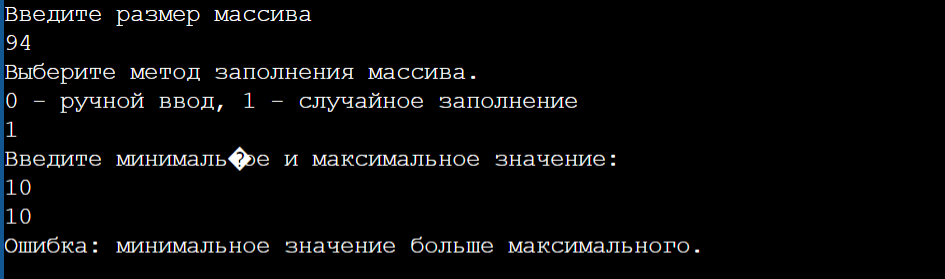 Введите размер массива
94
Выберите метод заполнения массива.
0 - ручной ввод, 1 - случайное заполнение
1
Введите минималь�ое и максимальное значение:
10
10
Ошибка: минимальное значение больше максимального.